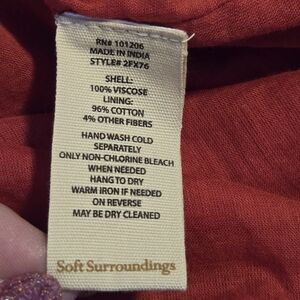 RN# 101206
MADE IN INDIA
STYLE# 2FX76
SHELL:
100% VISCOSE
LINING:
96% COTTON
4% OTHER FIBERS
HAND WASH COLD
SEPARATELY
ONLY NON-CHLORINE BLEACH
WHEN NEEDED
HANG TO DRY
WARM IRON IF NEEDED
ON REVERSE
MAY BE DRY CLEANED
Soft Surroundings